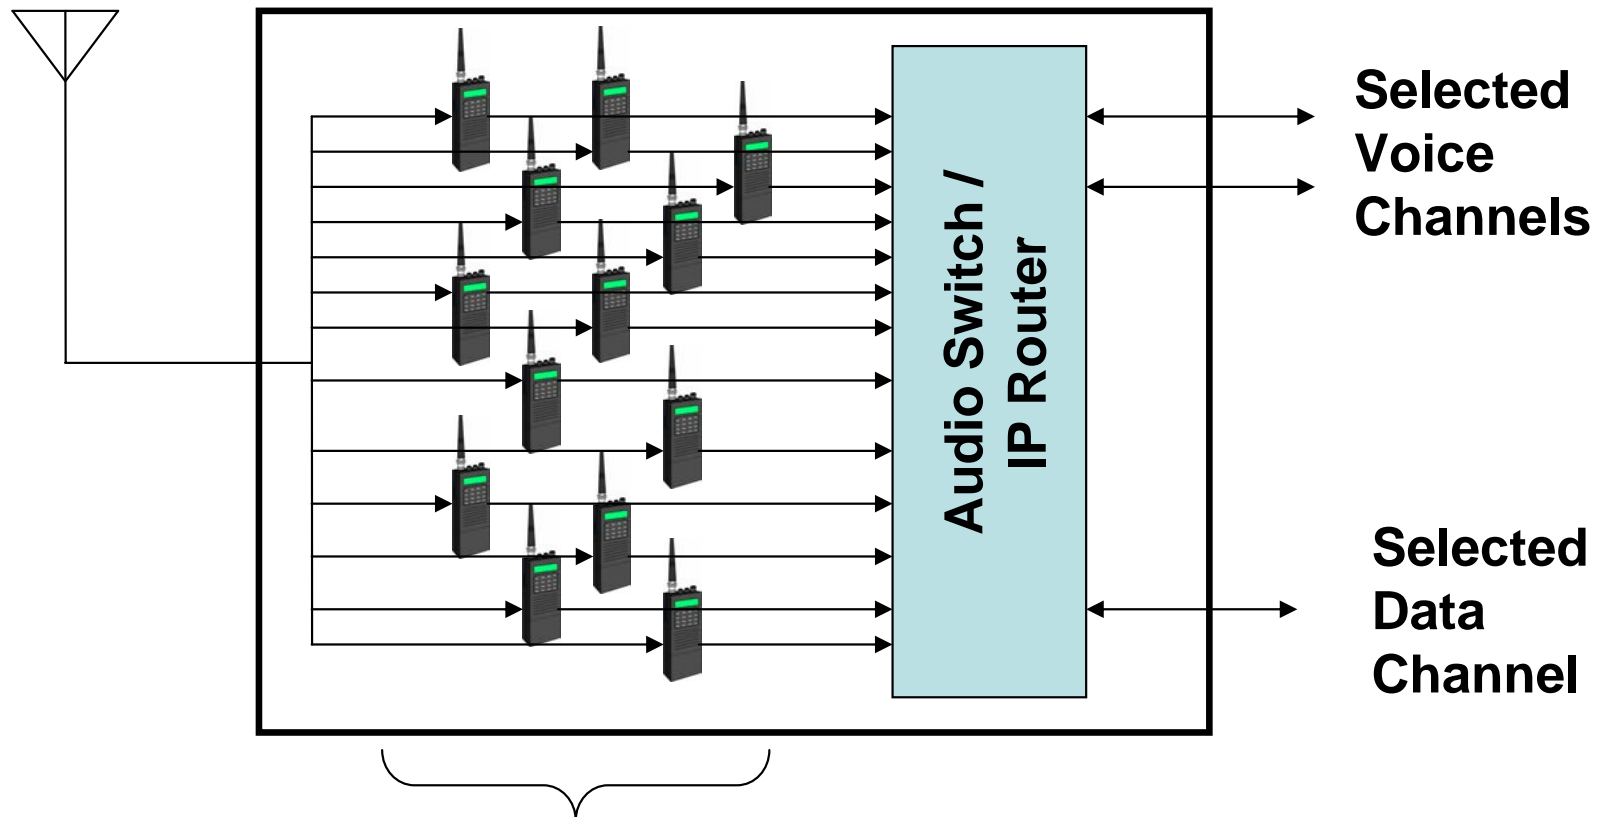 Selected
Voice
Channels
Audio Switch /
IP Router
Selected
Data
Channel